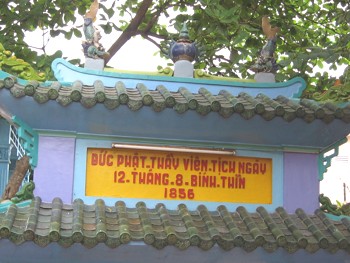 ĐỨC PHẬT.THẦY VIÊN.TỊCH NGÀY
12.THÁNG.8.BÍNH.THÌN
1856